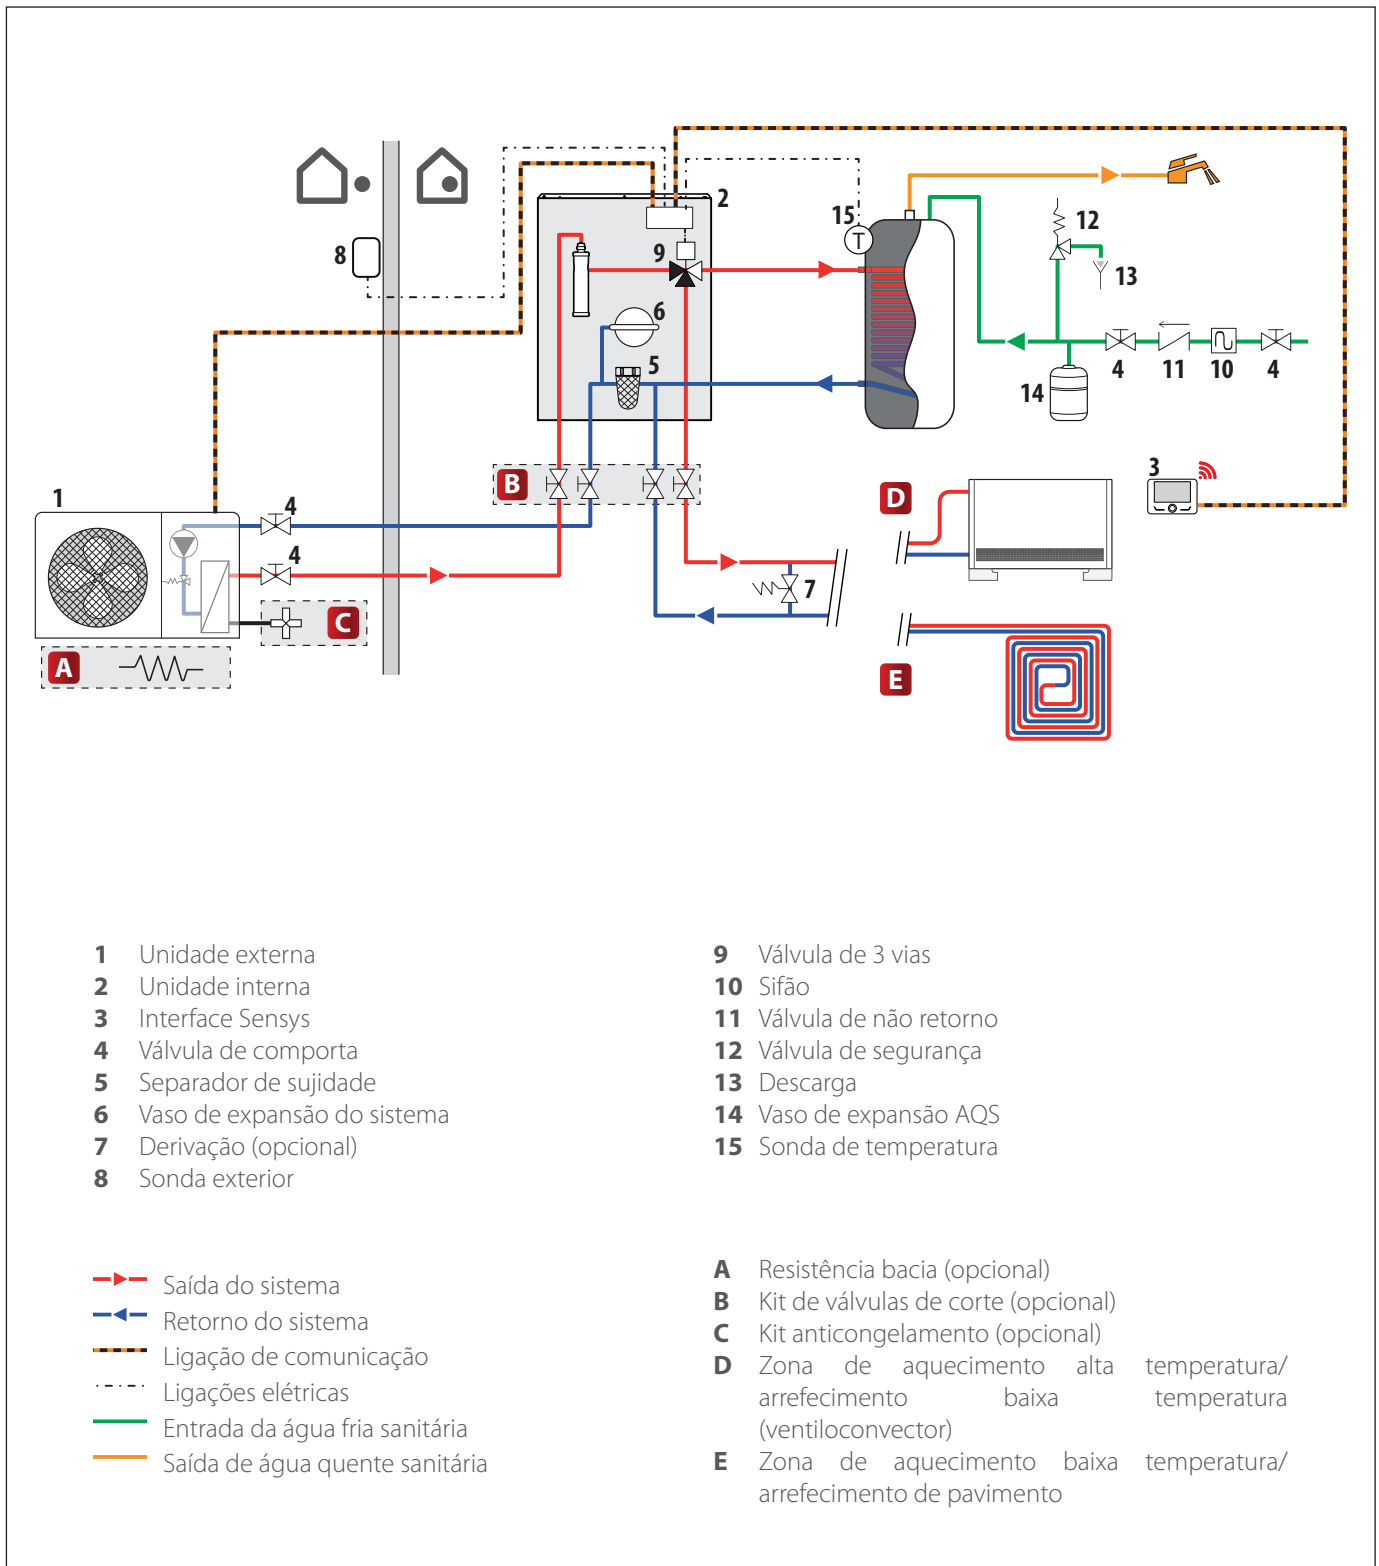 2
15
T
12
9
8
13
6
5
4
11
10
4
14
3
B
D
1
4
4
7
C
A
E
1 Unidade externa
2 Unidade interna
3 Interface Sensys
4 Válvula de comporta
5 Separador de sujidade
6 Vaso de expansão do sistema
7 Derivação (opcional)
8 Sonda exterior
9 Válvula de 3 vias
10 Sifão
11 Válvula de não retorno
12 Válvula de segurança
13 Descarga
14 Vaso de expansão AQS
15 Sonda de temperatura
Saída do sistema
Retorno do sistema
Ligação de comunicação
Ligações elétricas
Entrada da água fria sanitária
Saída de água quente sanitária
A Resistência bacia (opcional)
B Kit de válvulas de corte (opcional)
C Kit anticongelamento (opcional)
D Zona de aquecimento alta temperatura/
arrefecimento baixa temperatura
(ventiloconvector)
E Zona de aquecimento baixa temperatura/
arrefecimento de pavimento